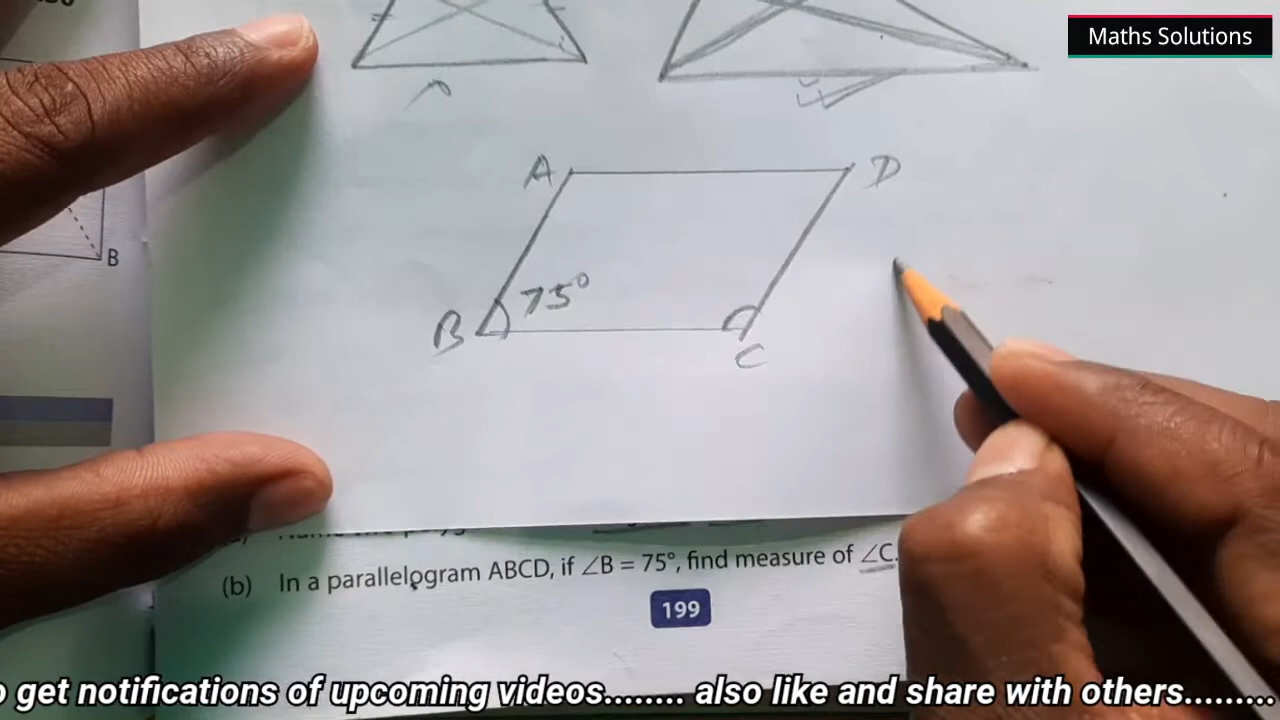 Maths Solutions
A
D
B
75°
B
C
(b) In a parallelogram ABCD, if ∠B = 75°, find measure of ∠C.
199
get notifications of upcoming videos........ also like and share with others.........